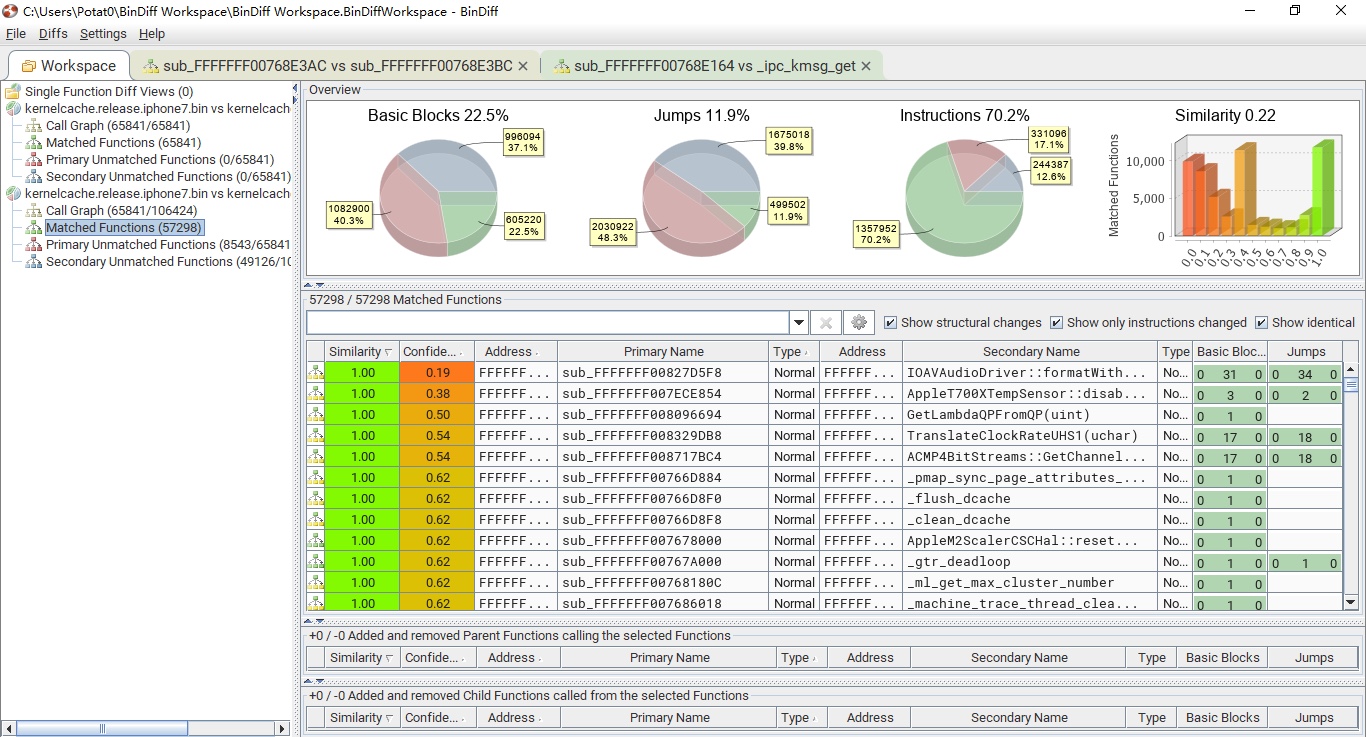 C:\Users\Potat0\BinDiff Workspace\BinDiff Workspace.BinDiffWorkspace - BinDiff
File Diffs Settings Help
Workspace sub_FFFFFFF00768E3AC vs sub_FFFFFFF00768E3BC sub_FFFFFFF00768E164 vs _ipc_kmsg_get
Single Function Diff Views (0)
kernelcache.release.iphone7.bin vs kernelcach
Call Graph (65841/65841)
Matched Functions (65841)
Primary Unmatched Functions (0/65841)
Secondary Unmatched Functions (0/65841)
kernelcache.release.iphone7.bin vs kernelcach
Call Graph (65841/106424)
Matched Functions (57298)
Primary Unmatched Functions (8543/65841
Secondary Unmatched Functions (49126/10
Overview
Basic Blocks 22.5%
996094
37.1%
1082900
40.3%
605220
22.5%
Jumps 11.9%
1675018
39.8%
2030922
48.3%
499502
11.9%
Instructions 70.2%
331096
17.1%
244387
12.6%
1357952
70.2%
Similarity 0.22
Matched Functions
10,000
5,000
0
0.0 0.1 0.2 0.3 0.4 0.5 0.6 0.7 0.8 0.9 1.0
57298 / 57298 Matched Functions
Show structural changes Show only instructions changed Show identical
Similarity Confide... Address Primary Name Type Address Secondary Name Type Basic Bloc... Jumps
1.00 0.19 FFFFFF... sub_FFFFFFF00827D5F8 Normal FFFFFF... IOAVAudioDriver::formatWith... No... 0 31 0 0 34 0
1.00 0.38 FFFFFF... sub_FFFFFFF007ECE854 Normal FFFFFF... AppleT700XTempSensor::disab... No... 0 3 0 0 2 0
1.00 0.50 FFFFFF... sub_FFFFFFF008096694 Normal FFFFFF... GetLambdaQPFromQP(uint) No... 0 1 0
1.00 0.54 FFFFFF... sub_FFFFFFF008329DB8 Normal FFFFFF... TranslateClockRateUHS1(uchar) No... 0 17 0 0 18 0
1.00 0.54 FFFFFF... sub_FFFFFFF008717BC4 Normal FFFFFF... ACMP4BitStreams::GetChannel... No... 0 17 0 0 18 0
1.00 0.62 FFFFFF... sub_FFFFFFF00766D884 Normal FFFFFF... _pmap_sync_page_attributes_... No... 0 1 0
1.00 0.62 FFFFFF... sub_FFFFFFF00766D8F0 Normal FFFFFF... _flush_dcache No... 0 1 0
1.00 0.62 FFFFFF... sub_FFFFFFF00766D8F8 Normal FFFFFF... _clean_dcache No... 0 1 0
1.00 0.62 FFFFFF... sub_FFFFFFF007678000 Normal FFFFFF... AppleM2ScalerCSCHal::reset... No... 0 1 0
1.00 0.62 FFFFFF... sub_FFFFFFF00767A000 Normal FFFFFF... _gtr_deadloop No... 0 1 0 0 1 0
1.00 0.62 FFFFFF... sub_FFFFFFF00768180C Normal FFFFFF... _ml_get_max_cluster_number No... 0 1 0
1.00 0.62 FFFFFF... sub_FFFFFFF007686018 Normal FFFFFF... _machine_trace_thread_clea... No... 0 1 0
+0 / -0 Added and removed Parent Functions calling the selected Functions
Similarity Confide... Address Primary Name Type Address Secondary Name Type Basic Blocks Jumps
+0 / -0 Added and removed Child Functions called from the selected Functions
Similarity Confide... Address Primary Name Type Address Secondary Name Type Basic Blocks Jumps